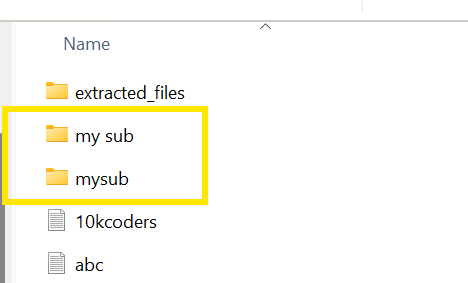 Name
extracted_files
my sub
mysub
10kcoders
abc